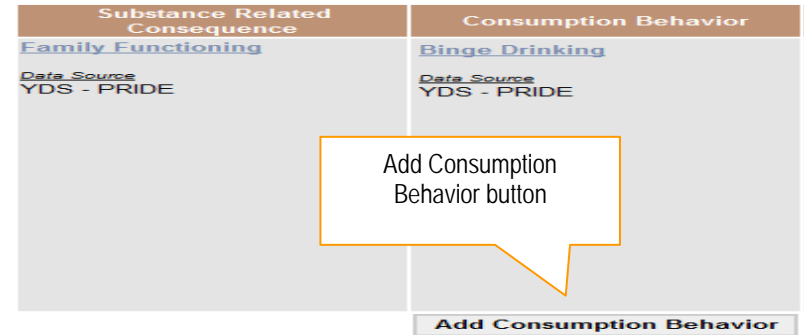 Substance Related
Consequence
Consumption Behavior
Family Functioning
Data Source
YDS - PRIDE
Binge Drinking
Data Source
YDS - PRIDE
Add Consumption
Behavior button
Add Consumption Behavior